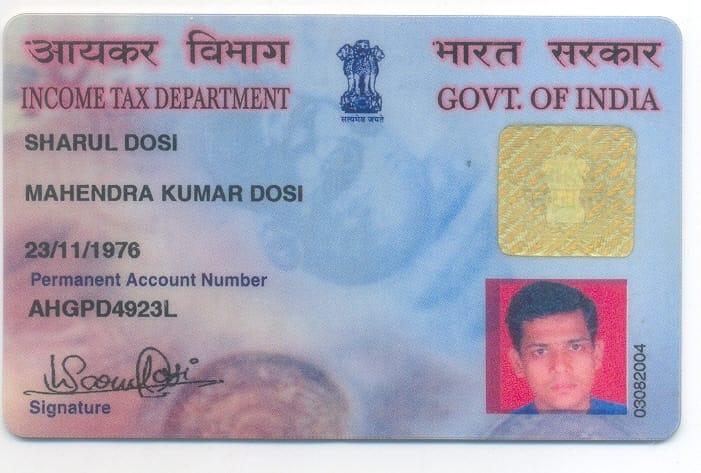 आयकर विभाग
भारत सरकार
INCOME TAX DEPARTMENT
GOVT. OF INDIA
सत्यमेव जयते
SHARUL DOSI
MAHENDRA KUMAR DOSI
23/11/1976
Permanent Account Number
AHGPD4923L
Signature
03082004